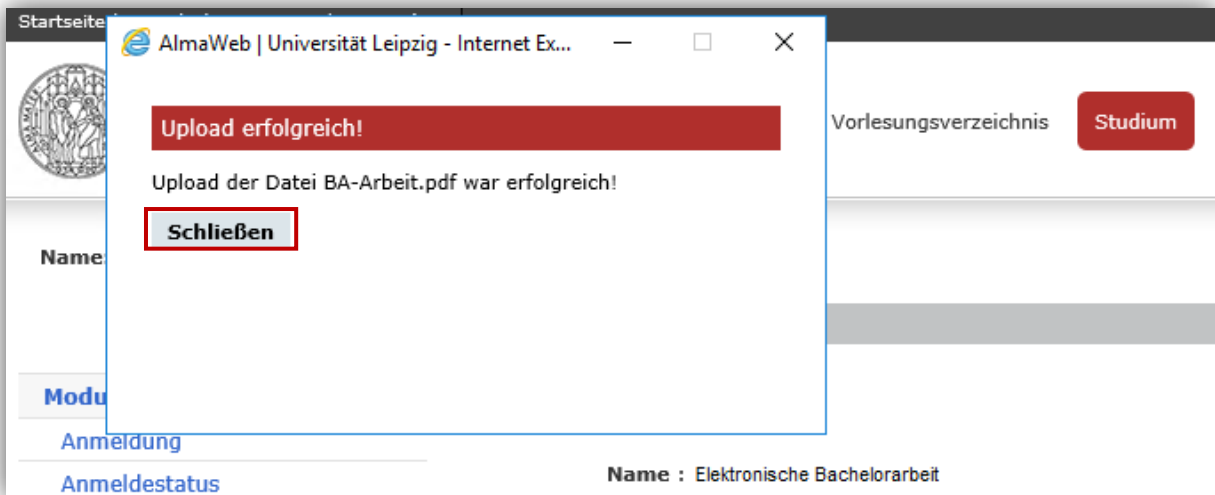 Startseite
AlmaWeb | Universität Leipzig - Internet Ex...
Upload erfolgreich!
Vorlesungsverzeichnis
Studium
Upload der Datei BA-Arbeit.pdf war erfolgreich!
Schließen
Name:
Modu
Anmeldung
Anmeldestatus
Name : Elektronische Bachelorarbeit